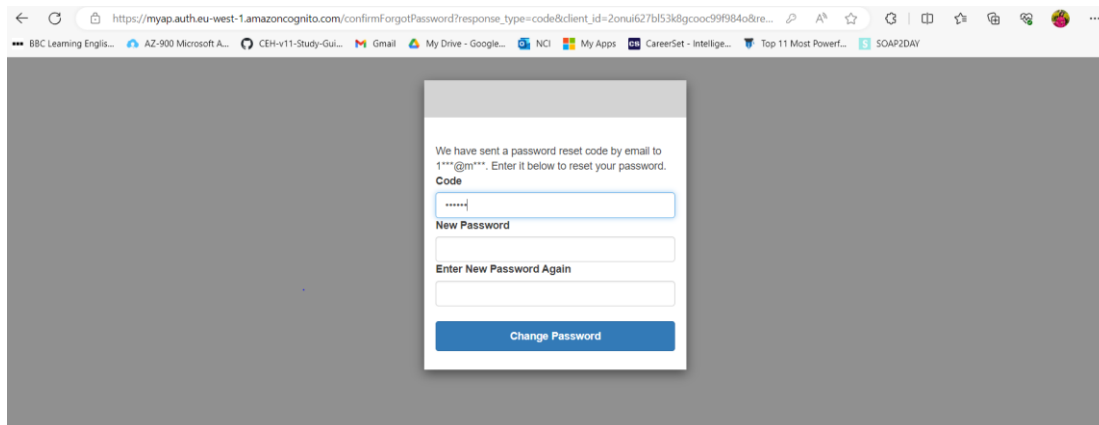 https://myap.auth.eu-west-1.amazoncognito.com/confirmForgotPassword?response_type=code&client_id=2onui627bl53k8gcooc99f984o&re...
BBC Learning Englis... AZ-900 Microsoft A... CEH-v11-Study-Gui... Gmail My Drive - Google... NCI My Apps CS CareerSet - Intellige... Top 11 Most Powerf... S SOAP2DAY
We have sent a password reset code by email to
1***@m***. Enter it below to reset your password.
Code
••••••
New Password
Enter New Password Again
Change Password